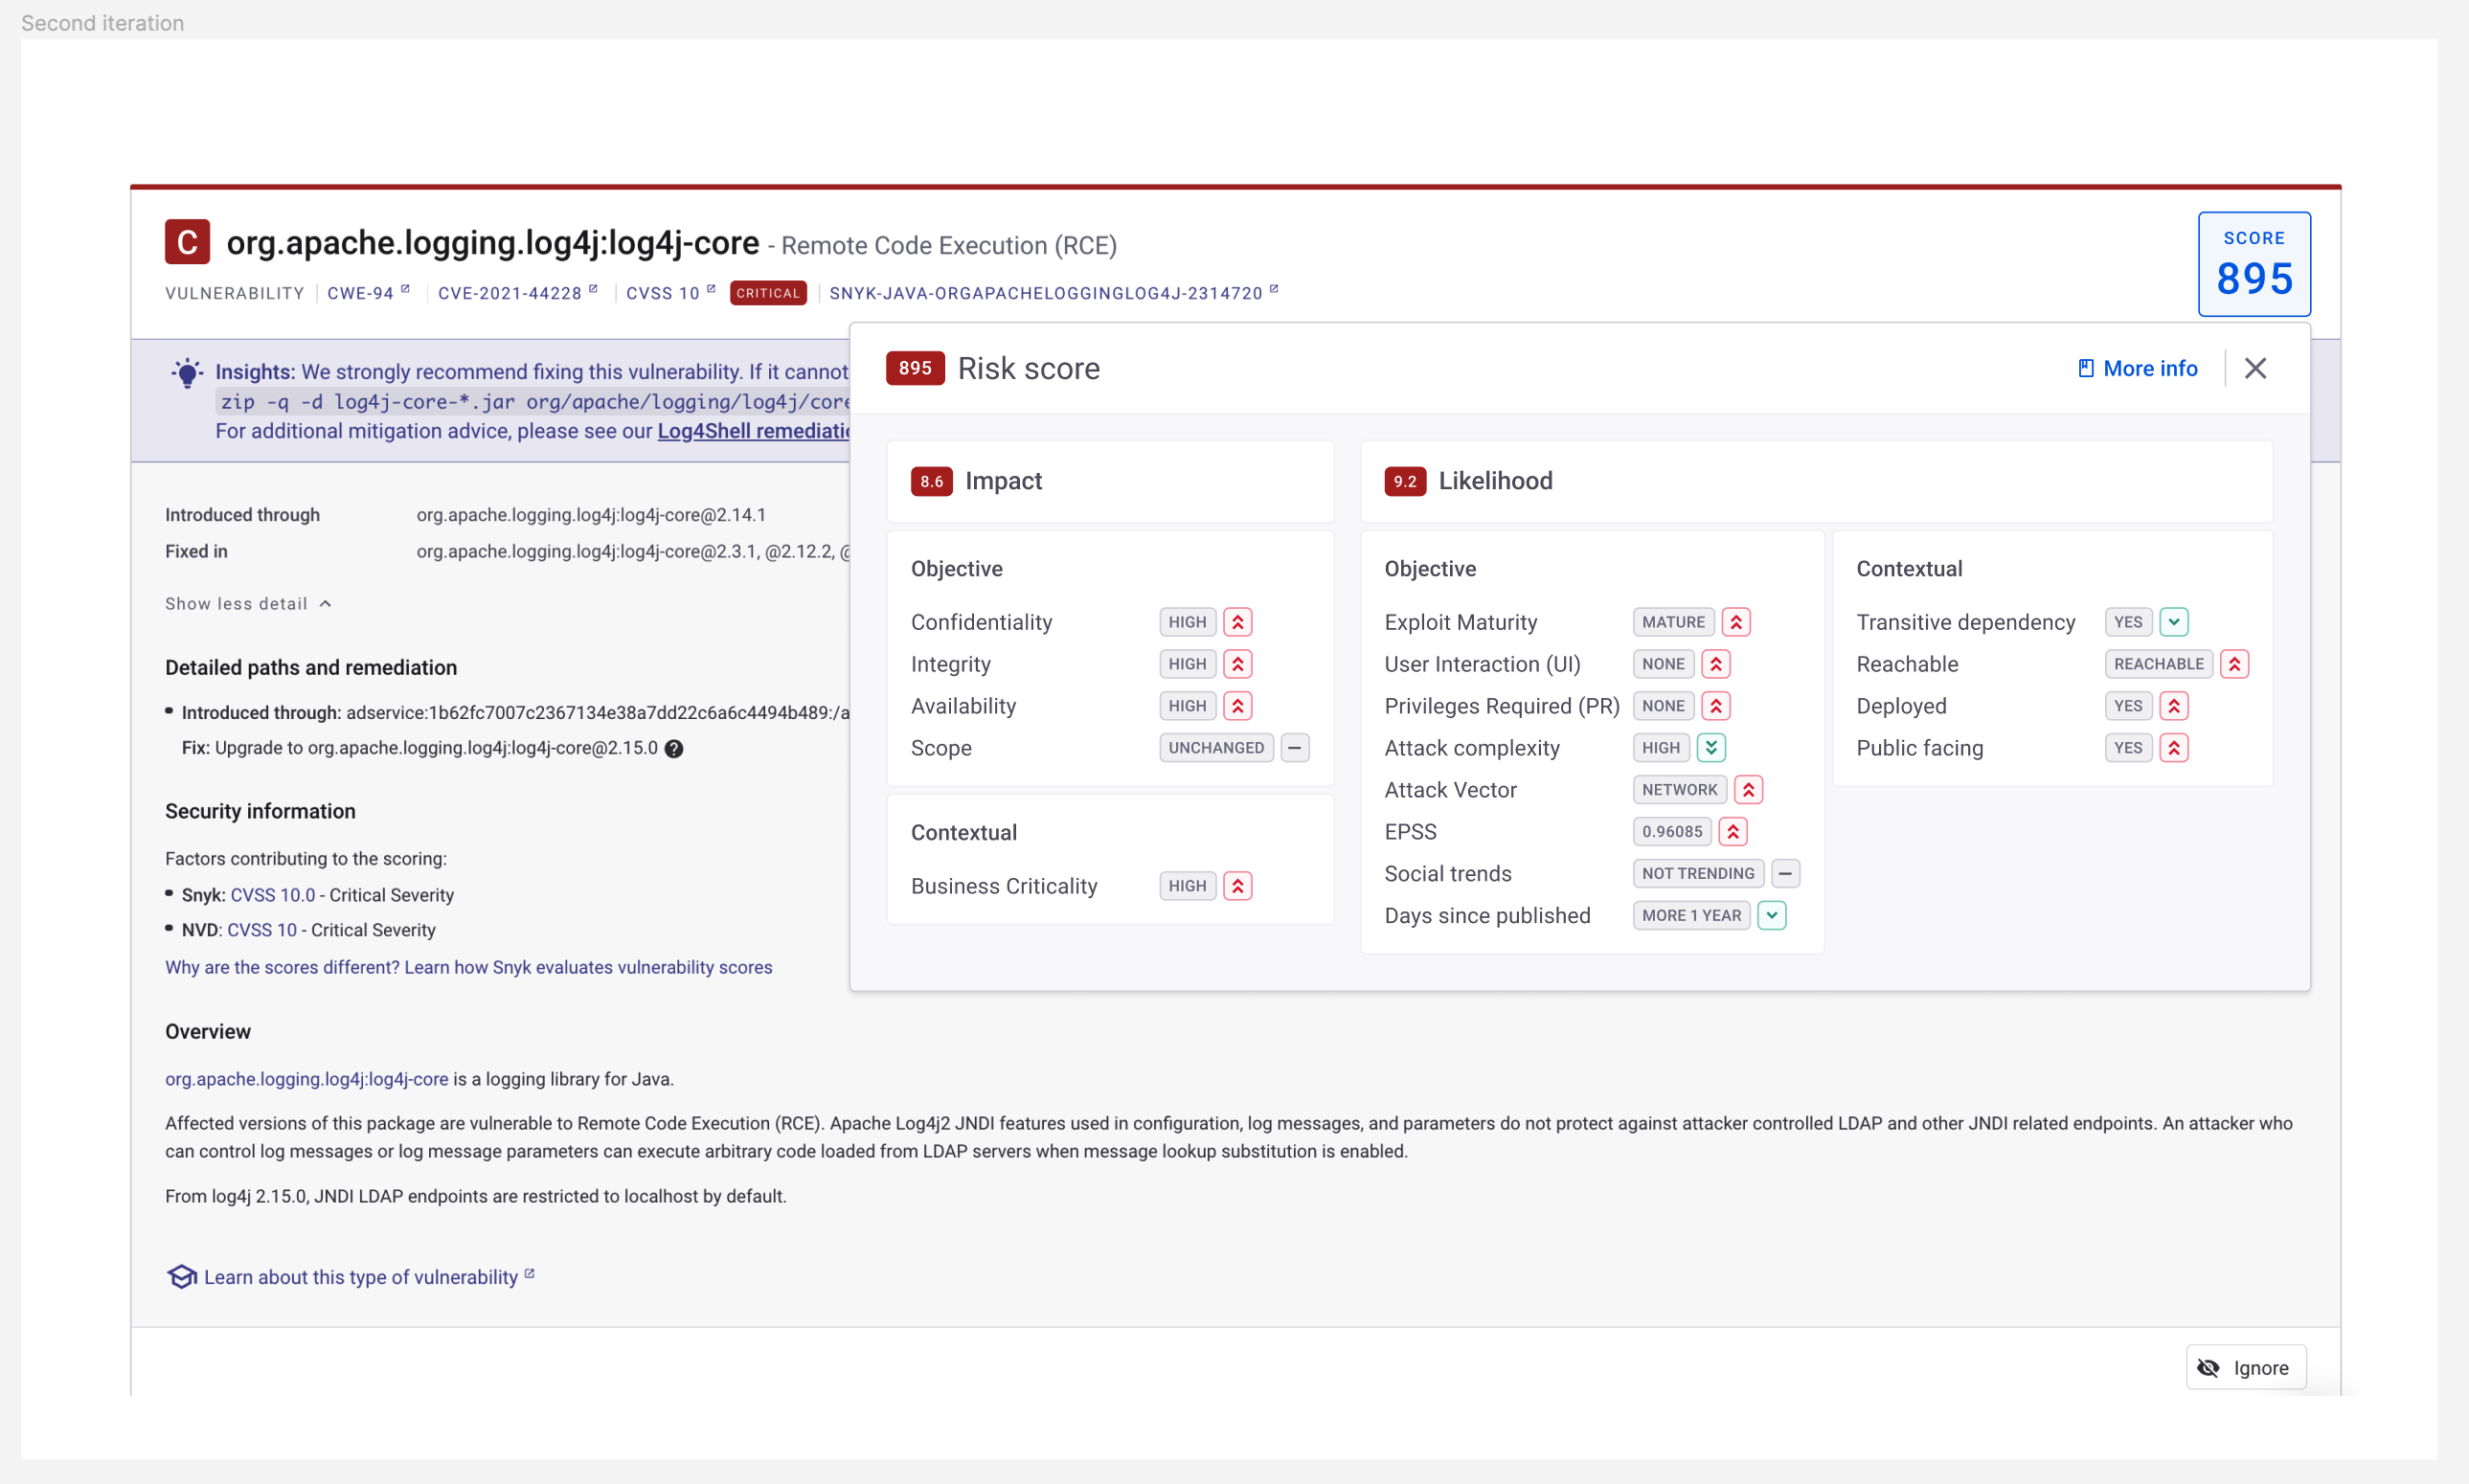 Second iteration
C org.apache.logging.log4j:log4j-core - Remote Code Execution (RCE)
VULNERABILITY CWE-94 CVE-2021-44228 CVSS 10 CRITICAL SNYK-JAVA-ORGAPACHELOGGINGLOG4J-2314720
SCORE
895
Insights: We strongly recommend fixing this vulnerability. If it cannot
zip -q -d log4j-core-*.jar org/apache/logging/log4j/core
For additional mitigation advice, please see our Log4Shell remediatio
Introduced through org.apache.logging.log4j:log4j-core@2.14.1
Fixed in org.apache.logging.log4j:log4j-core@2.3.1, @2.12.2, @
Show less detail
Detailed paths and remediation
• Introduced through: adservice:1b62fc7007c2367134e38a7dd22c6a6c4494b489:/a
Fix: Upgrade to org.apache.logging.log4j:log4j-core@2.15.0 ?
Security information
Factors contributing to the scoring:
• Snyk: CVSS 10.0 - Critical Severity
• NVD: CVSS 10 - Critical Severity
Why are the scores different? Learn how Snyk evaluates vulnerability scores
895 Risk score
More info
8.6 Impact
Objective
Confidentiality HIGH
Integrity HIGH
Availability HIGH
Scope UNCHANGED
Contextual
Business Criticality HIGH
9.2 Likelihood
Objective
Exploit Maturity MATURE
User Interaction (UI) NONE
Privileges Required (PR) NONE
Attack complexity HIGH
Attack Vector NETWORK
EPSS 0.96085
Social trends NOT TRENDING
Days since published MORE 1 YEAR
Contextual
Transitive dependency YES
Reachable REACHABLE
Deployed YES
Public facing YES
Overview
org.apache.logging.log4j:log4j-core is a logging library for Java.
Affected versions of this package are vulnerable to Remote Code Execution (RCE). Apache Log4j2 JNDI features used in configuration, log messages, and parameters do not protect against attacker controlled LDAP and other JNDI related endpoints. An attacker who
can control log messages or log message parameters can execute arbitrary code loaded from LDAP servers when message lookup substitution is enabled.
From log4j 2.15.0, JNDI LDAP endpoints are restricted to localhost by default.
Learn about this type of vulnerability
Ignore